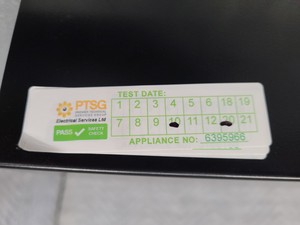 TEST DATE:
PTSG
Electrical Services Ltd
1 2 3 4 5 6 18 19
7 8 9 10 11 12 20 21
PASS SAFETY CHECK
APPLIANCE NO: 6395966